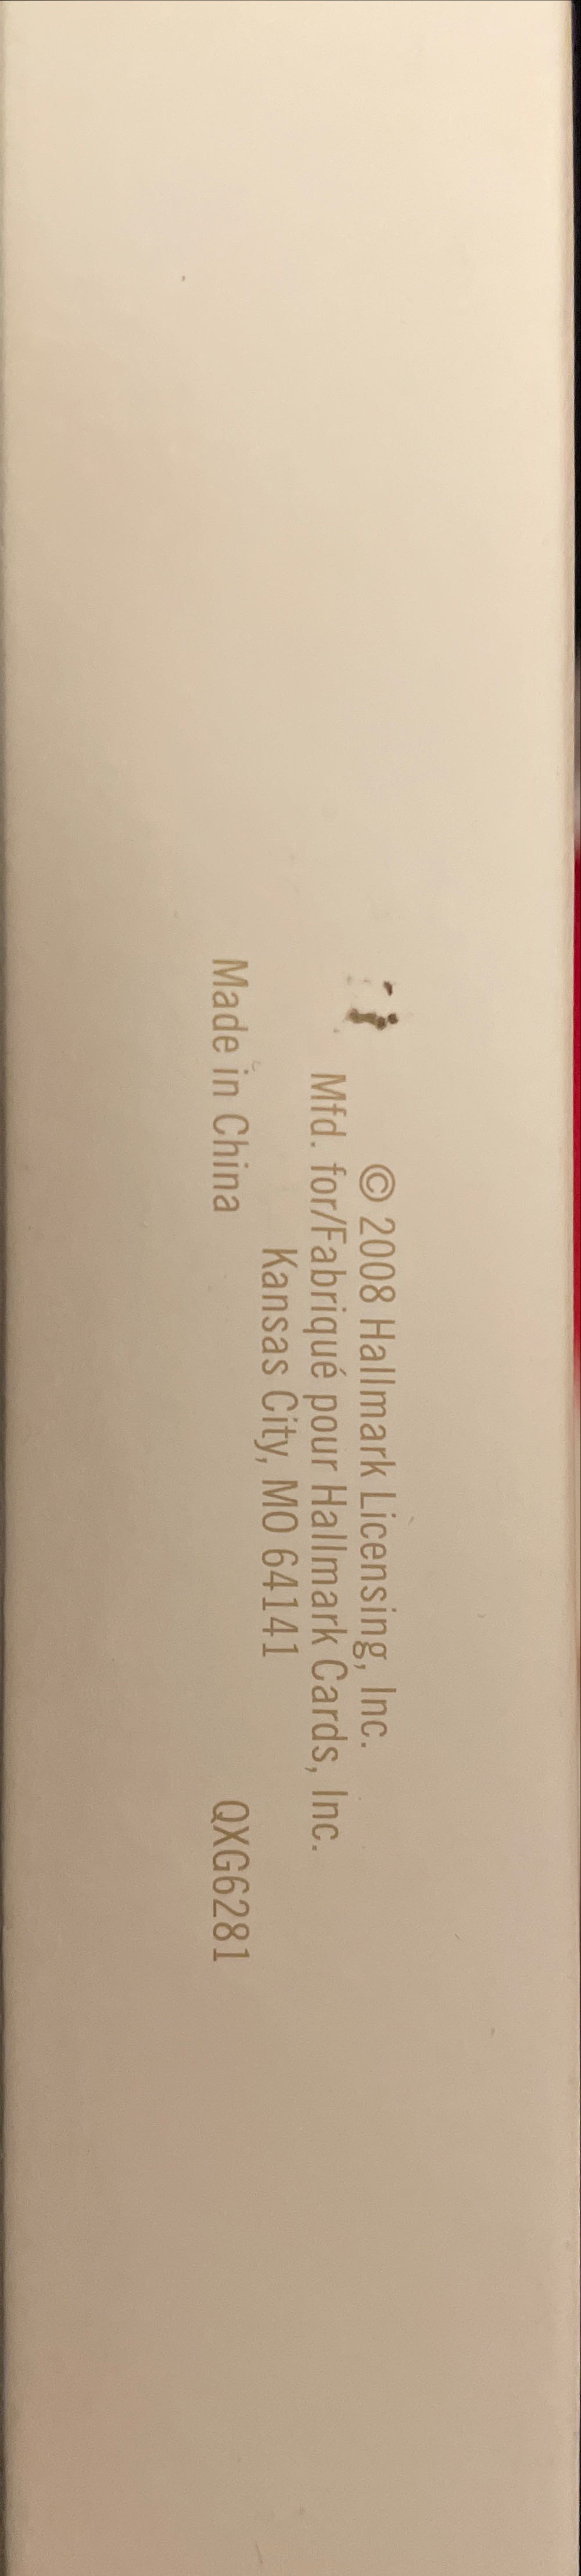 © 2008 Hallmark Licensing, Inc.
Mfd. for/Fabriqué pour Hallmark Cards, Inc.
Kansas City, MO 64141
Made in China QXG6281